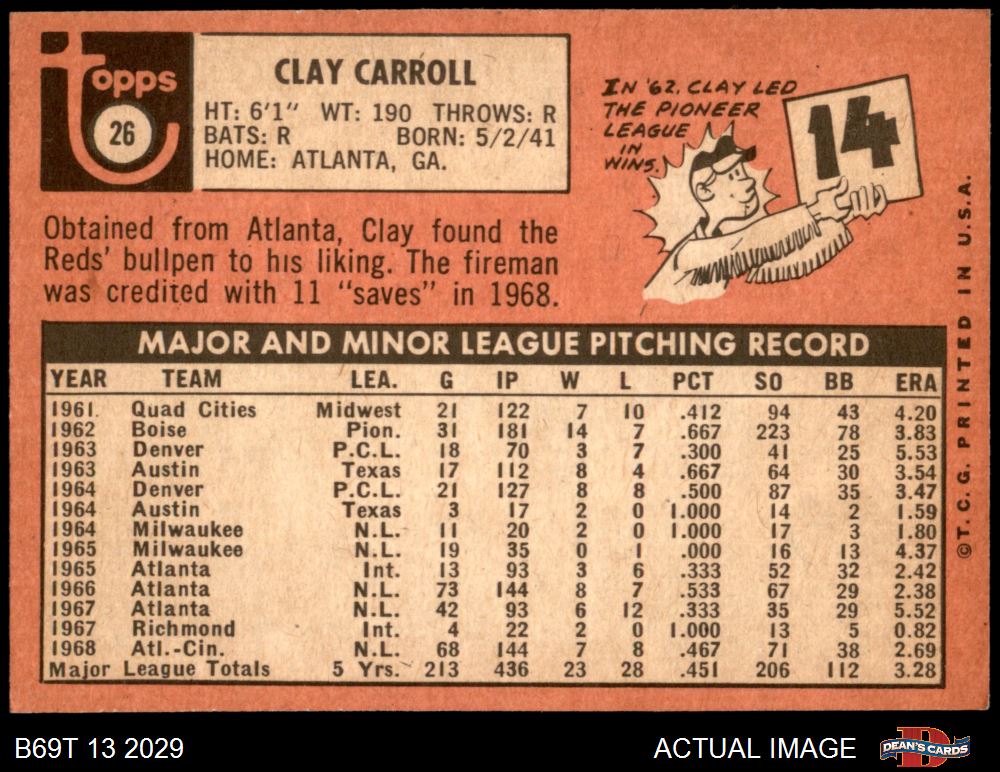 topps
26
CLAY CARROLL
HT: 6'1" WT: 190 THROWS: R
BATS: R BORN: 5/2/41
HOME: ATLANTA, GA.
IN '62, CLAY LED
THE PIONEER
LEAGUE
IN
WINS.
14
Obtained from Atlanta, Clay found the
Reds' bullpen to his liking. The fireman
was credited with 11 "saves" in 1968.
MAJOR AND MINOR LEAGUE PITCHING RECORD
YEAR TEAM LEA. G IP W L PCT SO BB ERA
1961 Quad Cities Midwest 21 122 7 10 .412 94 43 4.20
1962 Boise Pion. 31 181 14 7 .667 223 78 3.83
1963 Denver P.C.L. 18 70 3 7 .300 41 25 5.53
1963 Austin Texas 17 112 8 4 .667 64 30 3.54
1964 Denver P.C.L. 21 127 8 8 .500 87 35 3.47
1964 Austin Texas 3 17 2 0 1.000 14 2 1.59
1964 Milwaukee N.L. 11 20 2 0 1.000 17 3 1.80
1965 Milwaukee N.L. 19 35 0 1 .000 16 13 4.37
1965 Atlanta Int. 13 93 3 6 .333 52 32 2.42
1966 Atlanta N.L. 73 144 8 7 .533 67 29 2.38
1967 Atlanta N.L. 42 93 6 12 .333 35 29 5.52
1967 Richmond Int. 4 22 2 0 1.000 13 5 0.82
1968 Atl.-Cin. N.L. 68 144 7 8 .467 71 38 2.69
Major League Totals 5 Yrs. 213 436 23 28 .451 206 112 3.28
©T.C.G. PRINTED IN U.S.A.
B69T 13 2029
ACTUAL IMAGE
DEAN'S CARDS